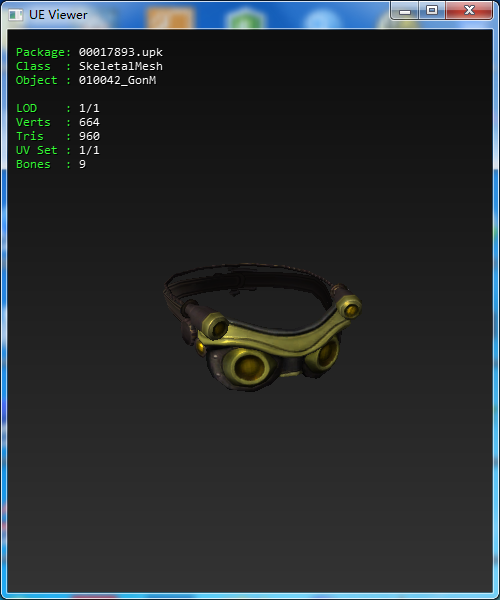 UE Viewer
Package: 00017893.upk
Class : SkeletalMesh
Object : 010042_GonM
LOD : 1/1
Verts : 664
Tris : 960
UV Set : 1/1
Bones : 9